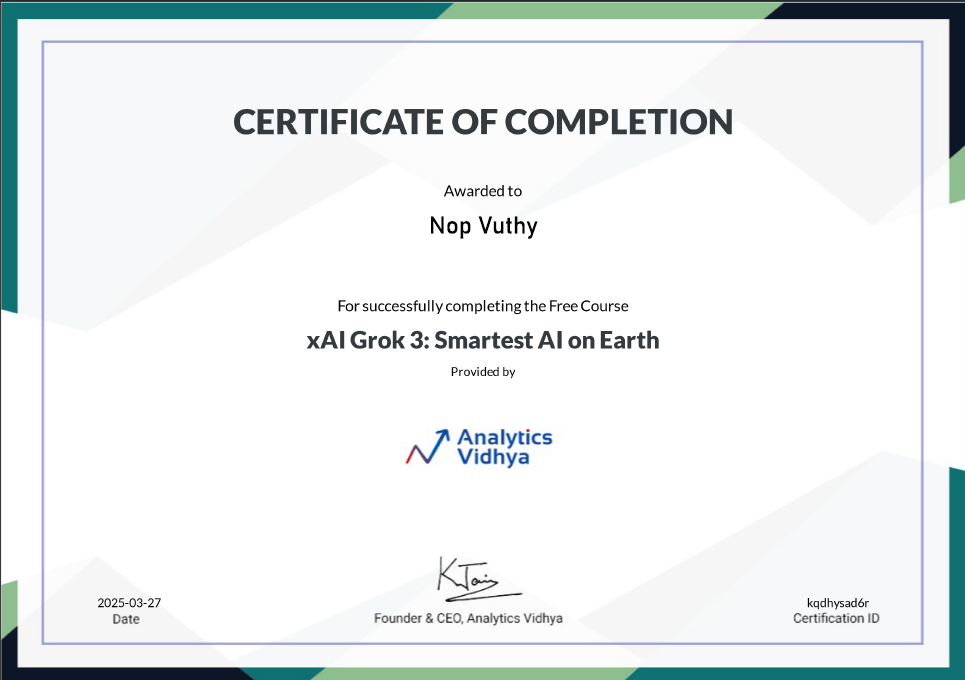 CERTIFICATE OF COMPLETION
Awarded to
Nop Vuthy
For successfully completing the Free Course
xAI Grok 3: Smartest AI on Earth
Provided by
Analytics
Vidhya
KJain
2025-03-27
Date
Founder & CEO, Analytics Vidhya
kqdhysad6r
Certification ID